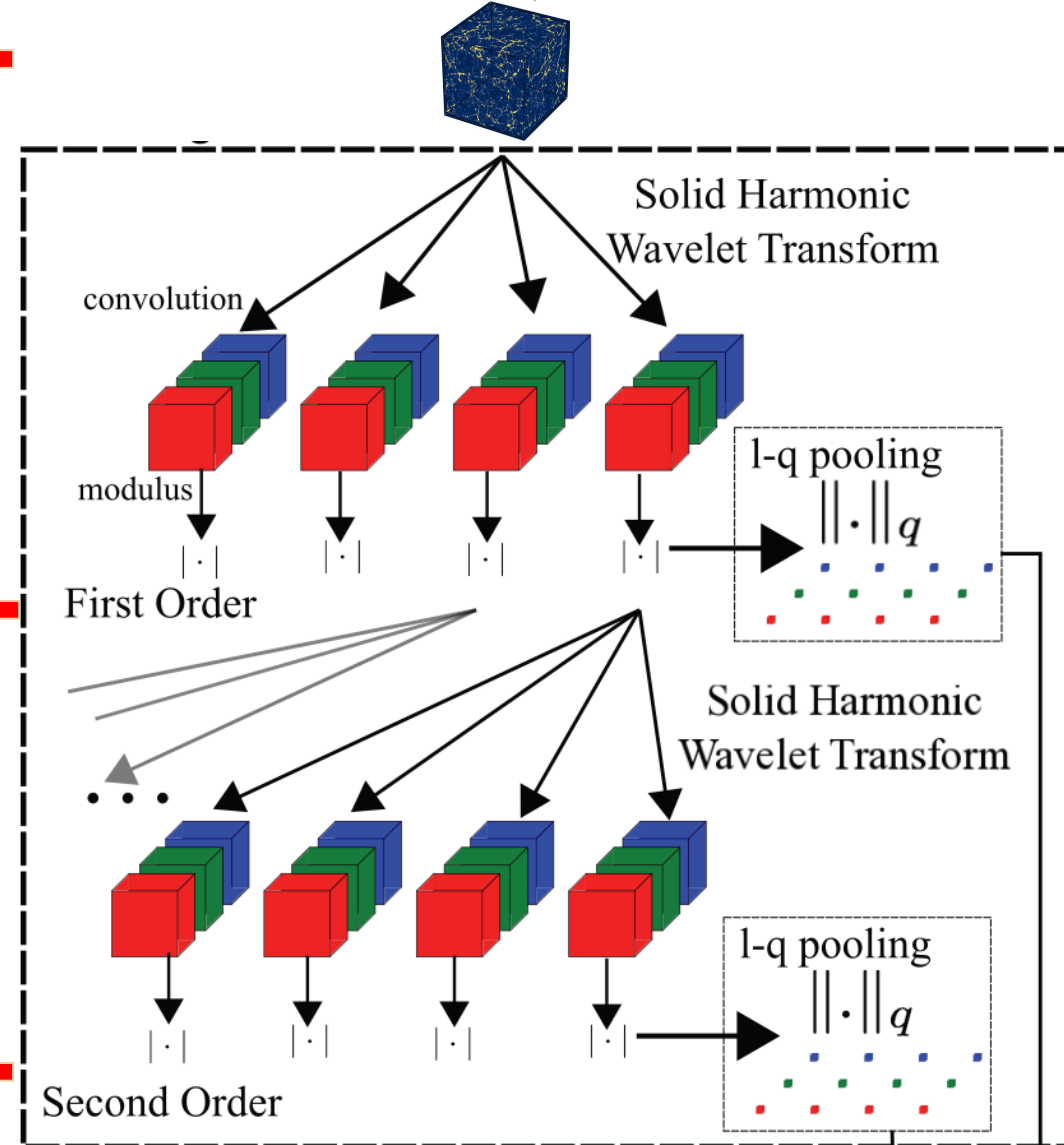 Solid Harmonic
Wavelet Transform
convolution
modulus
l-q pooling
||·||q
|·| |·| |·| |·|
First Order
Solid Harmonic
Wavelet Transform
• • •
l-q pooling
||·||q
|·| |·| |·| |·|
Second Order